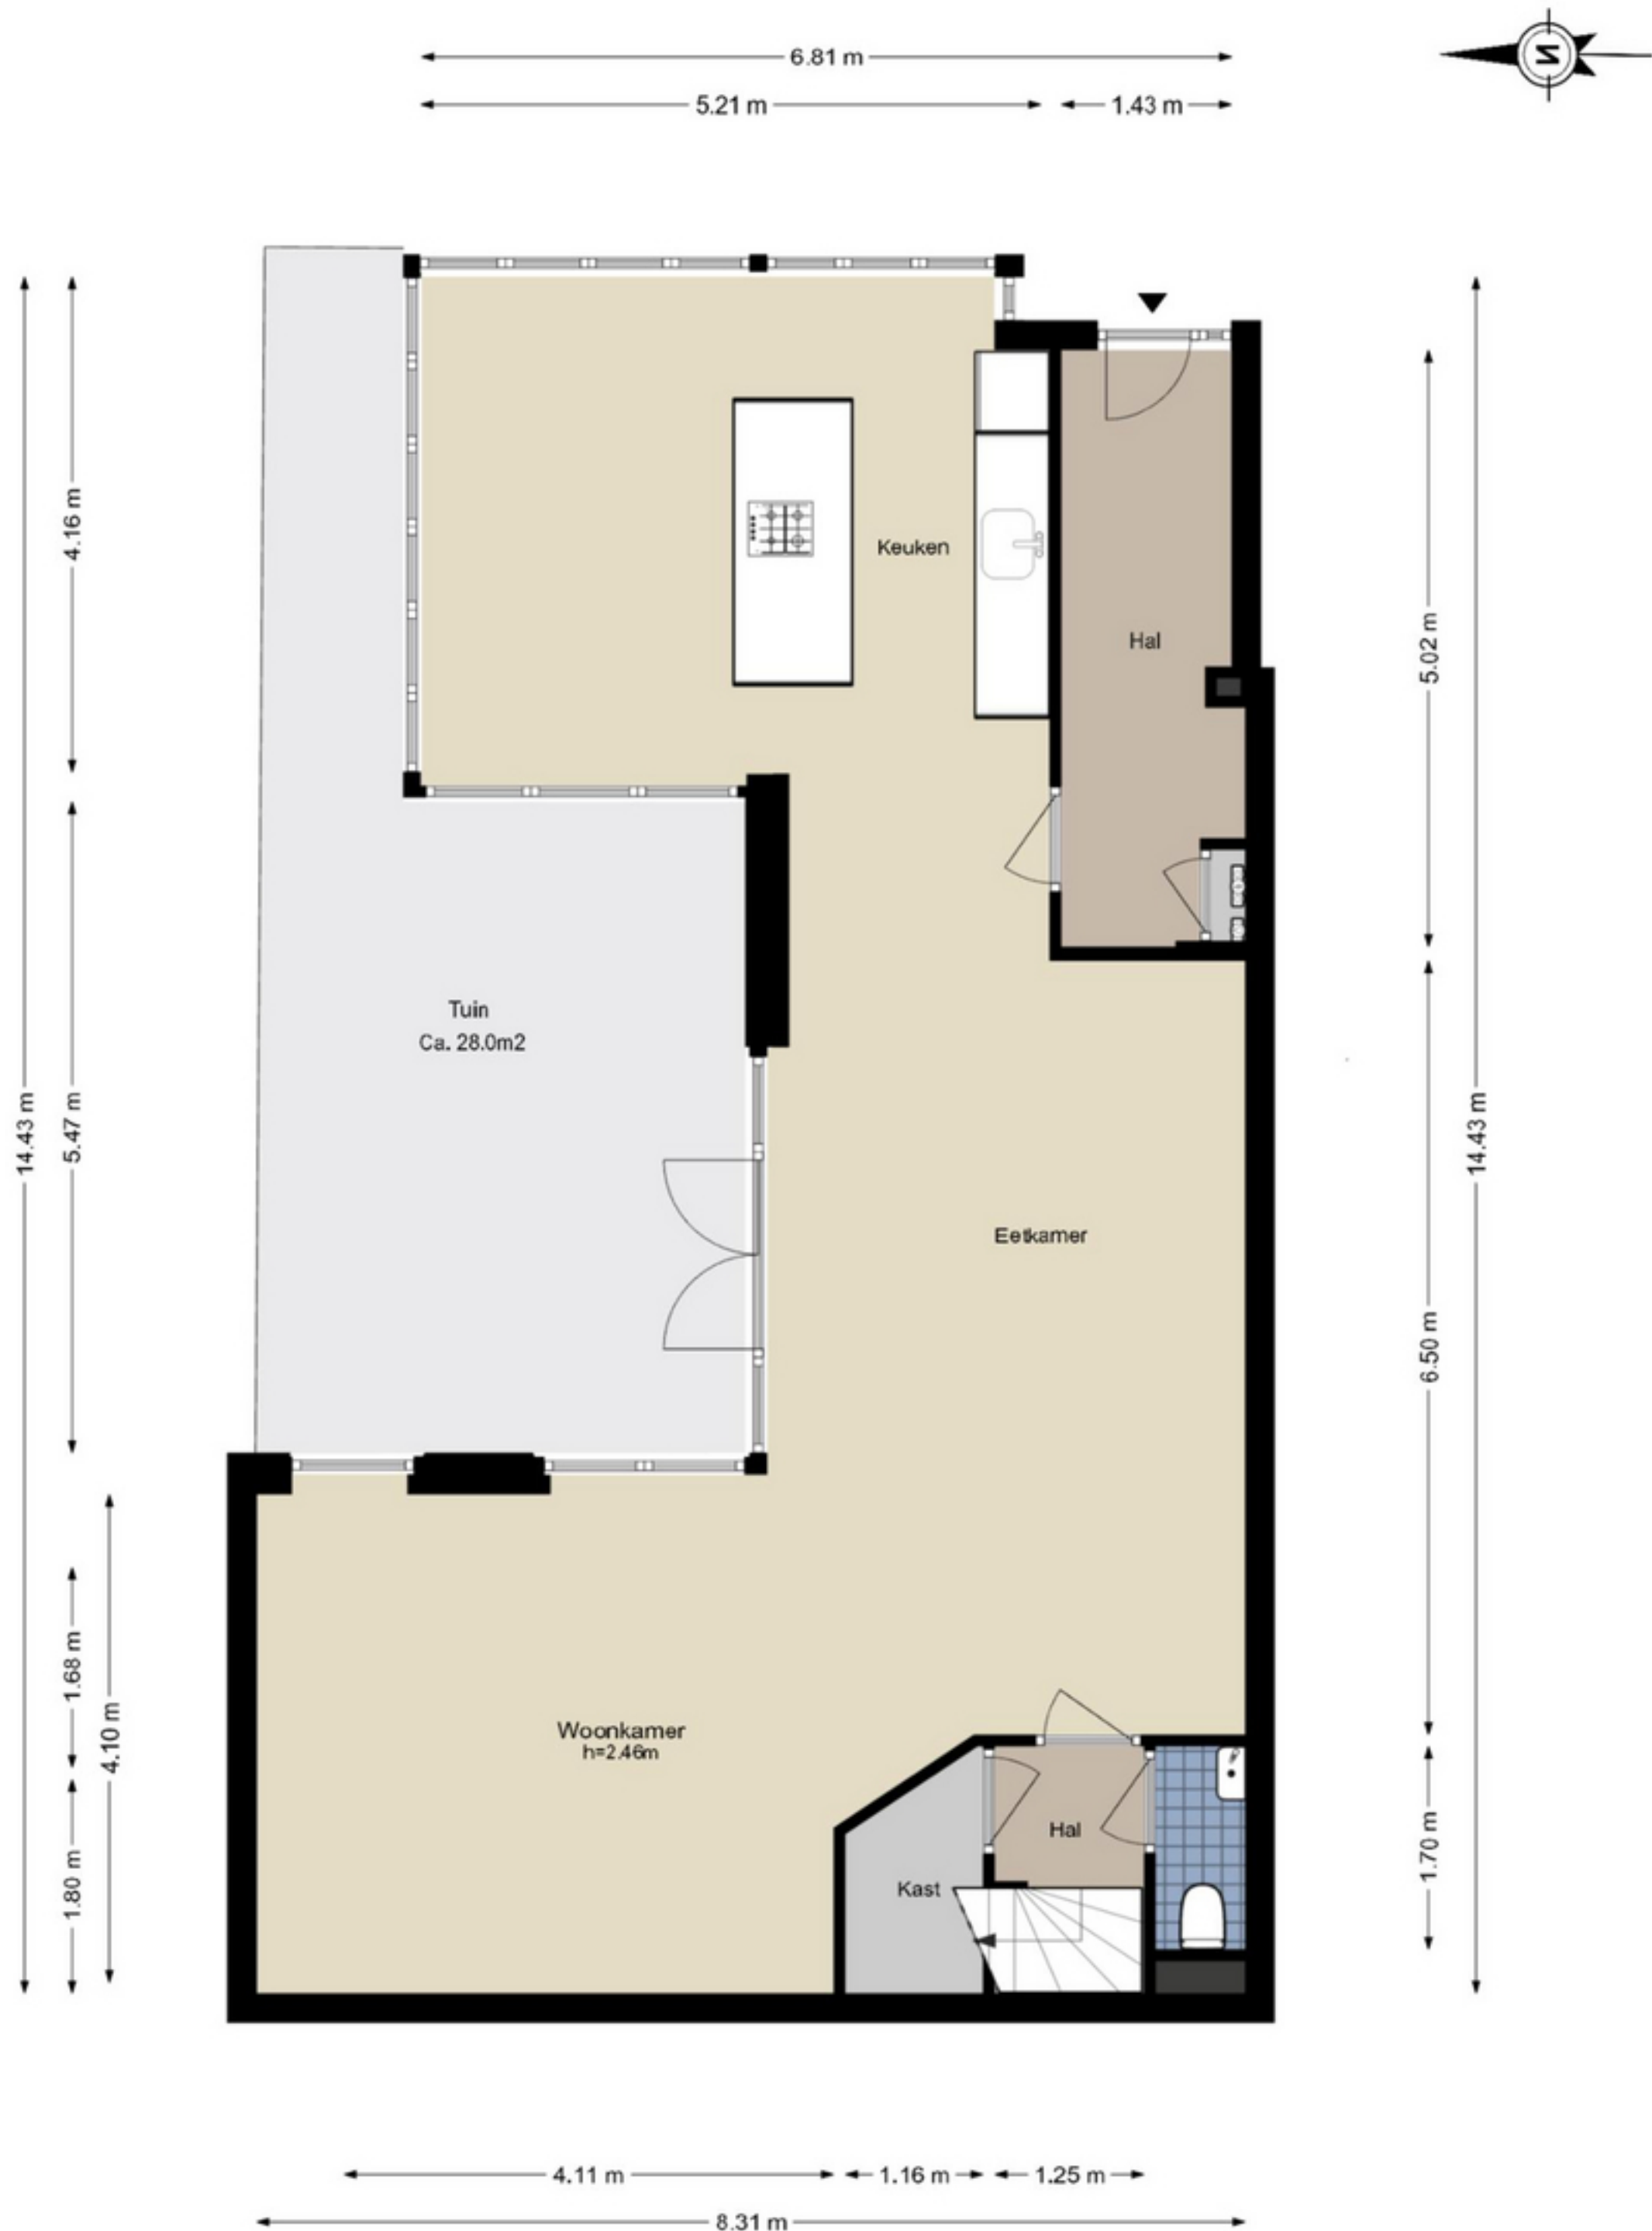 6.81 m
5.21 m
1.43 m
N
4.16 m
Keuken
Hal
5.02 m
Tuin
Ca. 28.0m2
14.43 m
5.47 m
14.43 m
Eetkamer
6.50 m
1.68 m
4.10 m
Woonkamer
h=2.46m
Hal
1.70 m
1.80 m
Kast
4.11 m
1.16 m
1.25 m
8.31 m